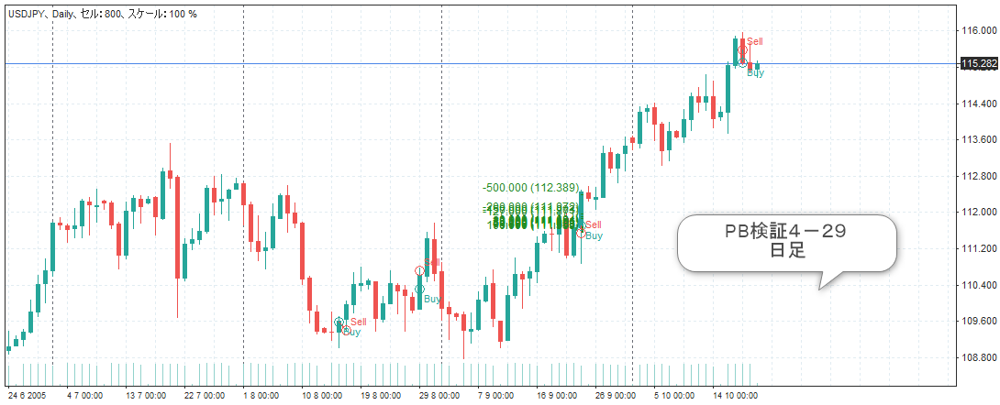 USDJPY、Daily、セル: 800、スケール: 100 %
116.000
Sell
115.282
Buy
114.400
113.600
112.800
-500.000 (112.389)
112.000
Sell
Buy
PB検証4－29
日足
111.200
Sell
110.400
Buy
Sell
Buy
109.600
108.800
24 6 2005
4 7 00:00
13 7 00:00
22 7 00:00
1 8 00:00
10 8 00:00
19 8 00:00
29 8 00:00
7 9 00:00
16 9 00:00
26 9 00:00
5 10 00:00
14 10 00:00